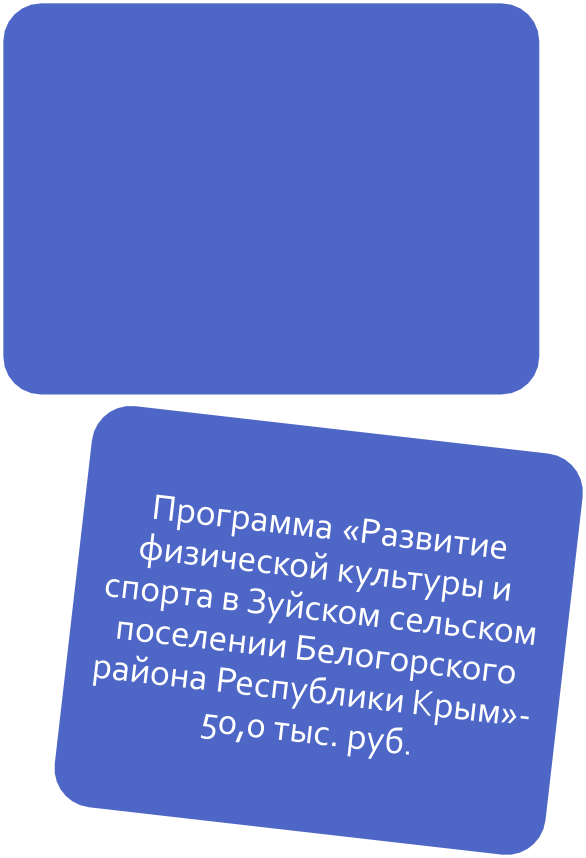 Программа «Развитие
физической культуры и
спорта в Зуйском сельском
поселении Белогорского
района Республики Крым»-
50,0 тыс. руб.